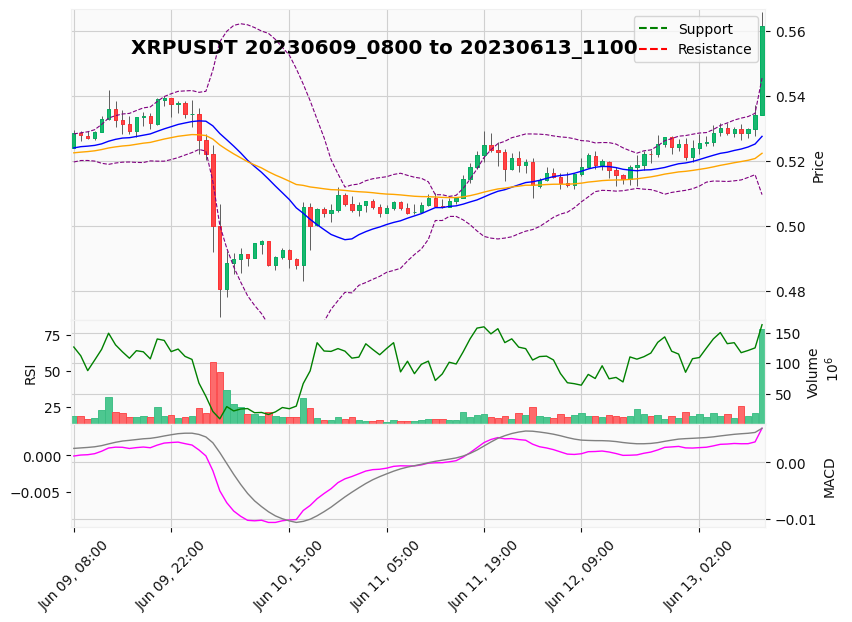 XRPUSDT 20230609_0800 to 20230613_1100
Support
Resistance
0.56
0.54
0.52
0.50
0.48
Price
75
50
25
RSI
150
100
50
Volume
10^6
0.000
−0.005
0.00
−0.01
MACD
Jun 09, 08:00
Jun 09, 22:00
Jun 10, 15:00
Jun 11, 05:00
Jun 11, 19:00
Jun 12, 09:00
Jun 13, 02:00